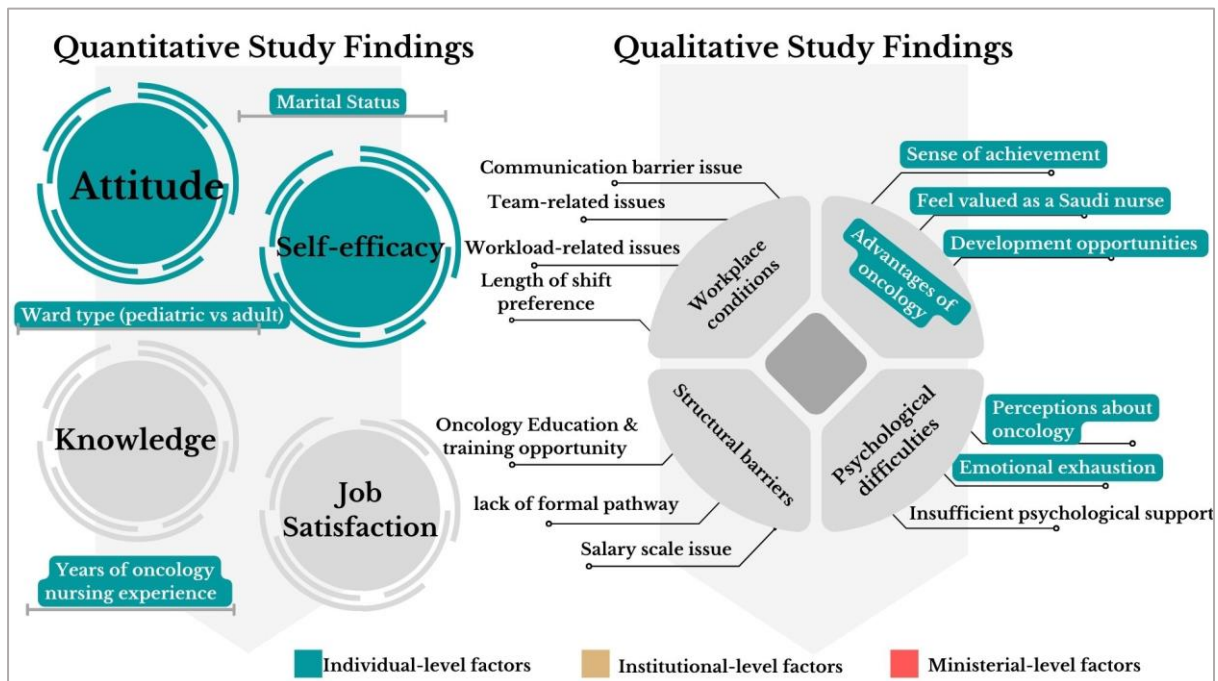 Quantitative Study Findings
Marital Status
Attitude
Self-efficacy
Ward type (pediatric vs adult)
Knowledge
Job
Satisfaction
Years of oncology
nursing experience
Qualitative Study Findings
Communication barrier issue
Team-related issues
Workload-related issues
Length of shift
preference
Workplace
conditions
Sense of achievement
Feel valued as a Saudi nurse
Development opportunities
Advantages of
oncology
Oncology Education &
training opportunity
lack of formal pathway
Salary scale issue
Structural barriers
Psychological
difficulties
Perceptions about
oncology
Emotional exhaustion
Insufficient psychological support
Individual-level factors
Institutional-level factors
Ministerial-level factors